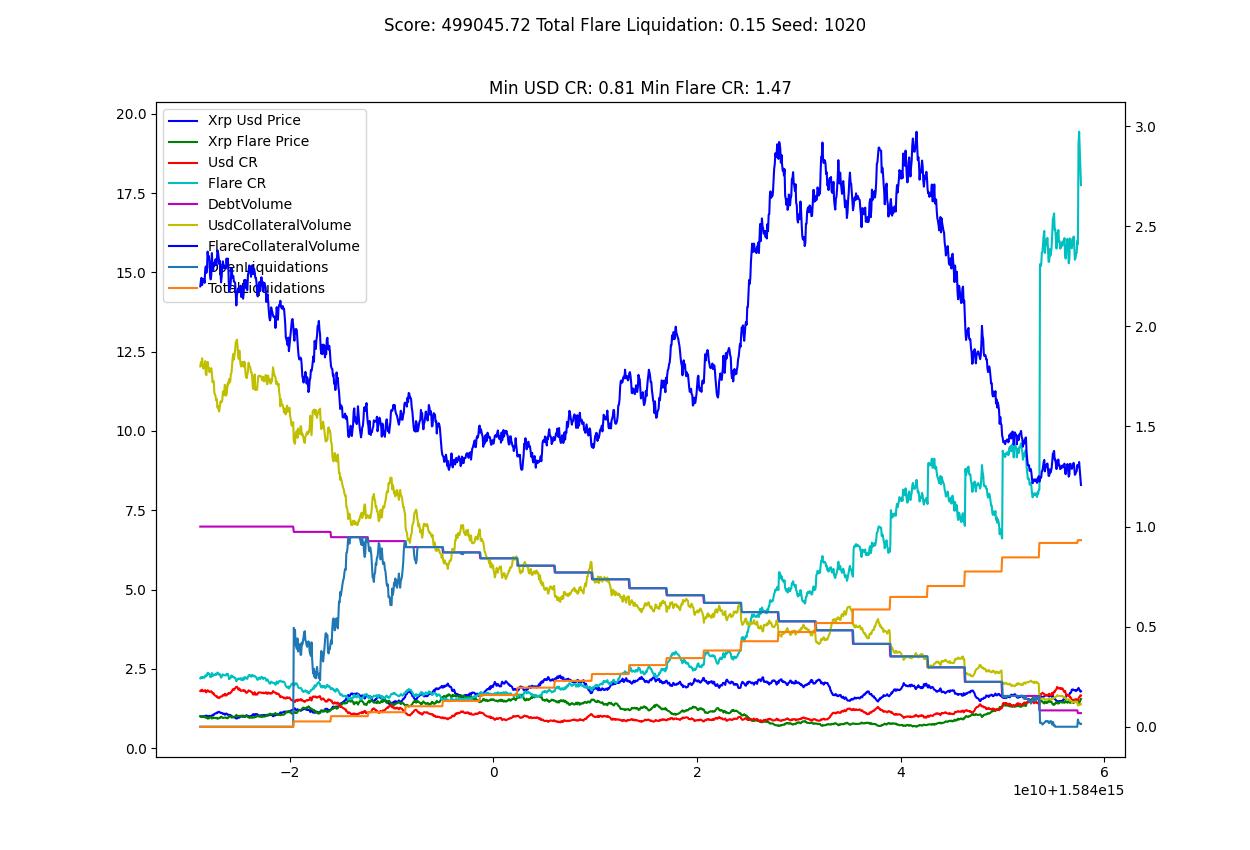 Score: 499045.72 Total Flare Liquidation: 0.15 Seed: 1020
Min USD CR: 0.81 Min Flare CR: 1.47
Xrp Usd Price
Xrp Flare Price
Usd CR
Flare CR
DebtVolume
UsdCollateralVolume
FlareCollateralVolume
OpenLiquidations
TotalLiquidations
20.0
17.5
15.0
12.5
10.0
7.5
5.0
2.5
0.0
3.0
2.5
2.0
1.5
1.0
0.5
0.0
−2
0
2
4
6
1e10+1.584e15